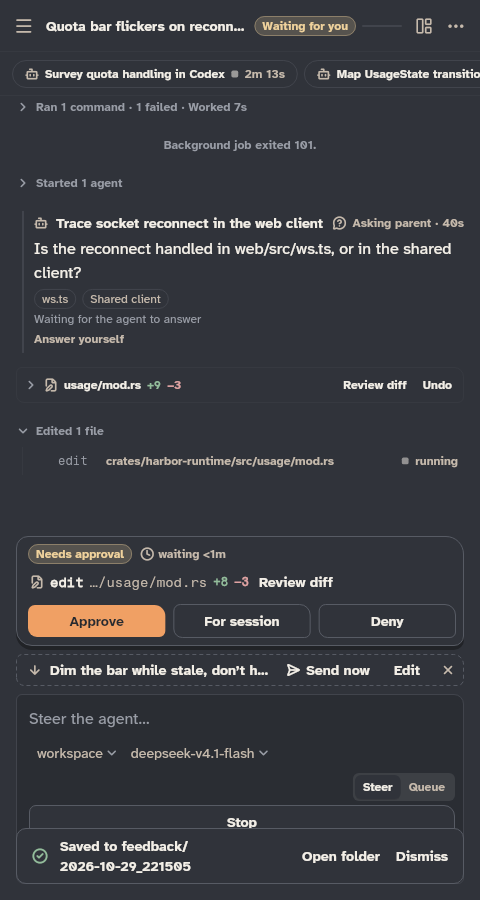 Quota bar flickers on reconn... Waiting for you
Survey quota handling in Codex 2m 13s Map UsageState transitio
Ran 1 command · 1 failed · Worked 7s
Background job exited 101.
Started 1 agent
Trace socket reconnect in the web client Asking parent · 40s
Is the reconnect handled in web/src/ws.ts, or in the shared
client?
ws.ts Shared client
Waiting for the agent to answer
Answer yourself
usage/mod.rs +9 −3 Review diff Undo
Edited 1 file
edit crates/harbor-runtime/src/usage/mod.rs running
Needs approval waiting <1m
edit …/usage/mod.rs +8 −3 Review diff
Approve For session Deny
Dim the bar while stale, don't h... Send now Edit
Steer the agent...
workspace deepseek-v4.1-flash
Steer Queue
Stop
Saved to feedback/
2026-10-29_221505
Open folder Dismiss